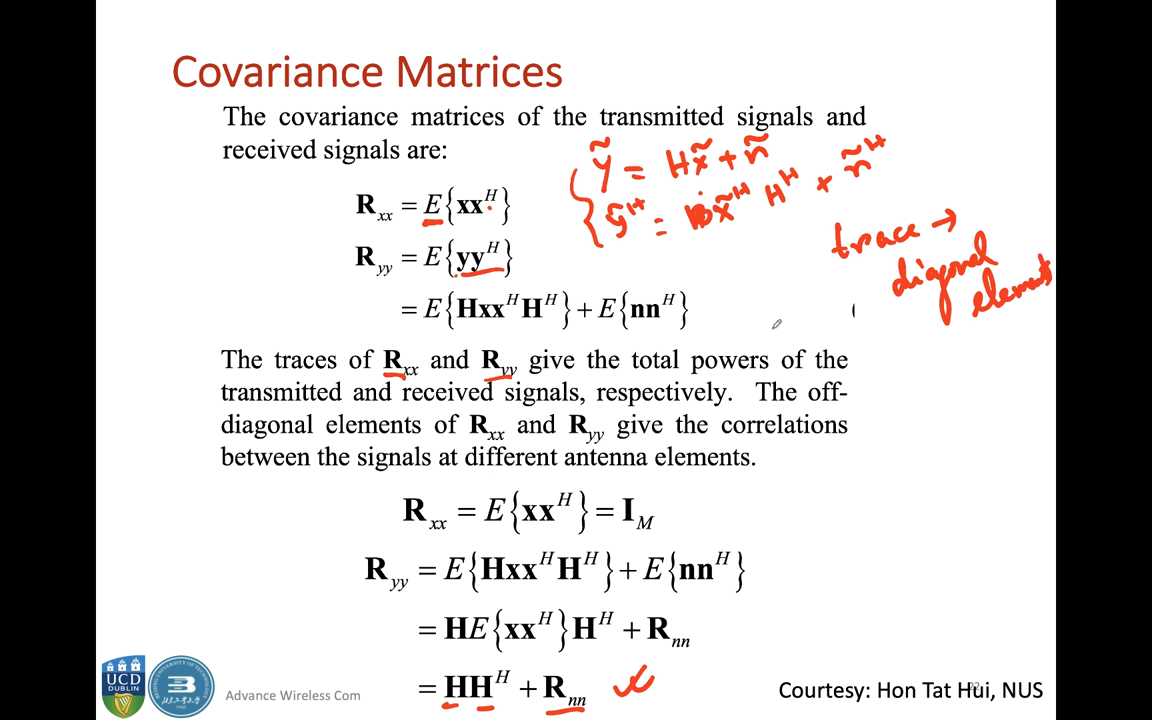 Covariance Matrices
The covariance matrices of the transmitted signals and
received signals are:
ỹ = Hx̃ + ñ
R_xx = E{xx^H}
ỹ^H = x̃^H H^H + ñ^H
trace →
diagonal
elements
R_yy = E{yy^H}
= E{Hxx^H H^H} + E{nn^H}
The traces of R_xx and R_yy give the total powers of the
transmitted and received signals, respectively. The off-
diagonal elements of R_xx and R_yy give the correlations
between the signals at different antenna elements.
R_xx = E{xx^H} = I_M
R_yy = E{Hxx^H H^H} + E{nn^H}
= HE{xx^H}H^H + R_nn
= HH^H + R_nn
UCD
DUBLIN
Advance Wireless Com
Courtesy: Hon Tat Hui, NUS